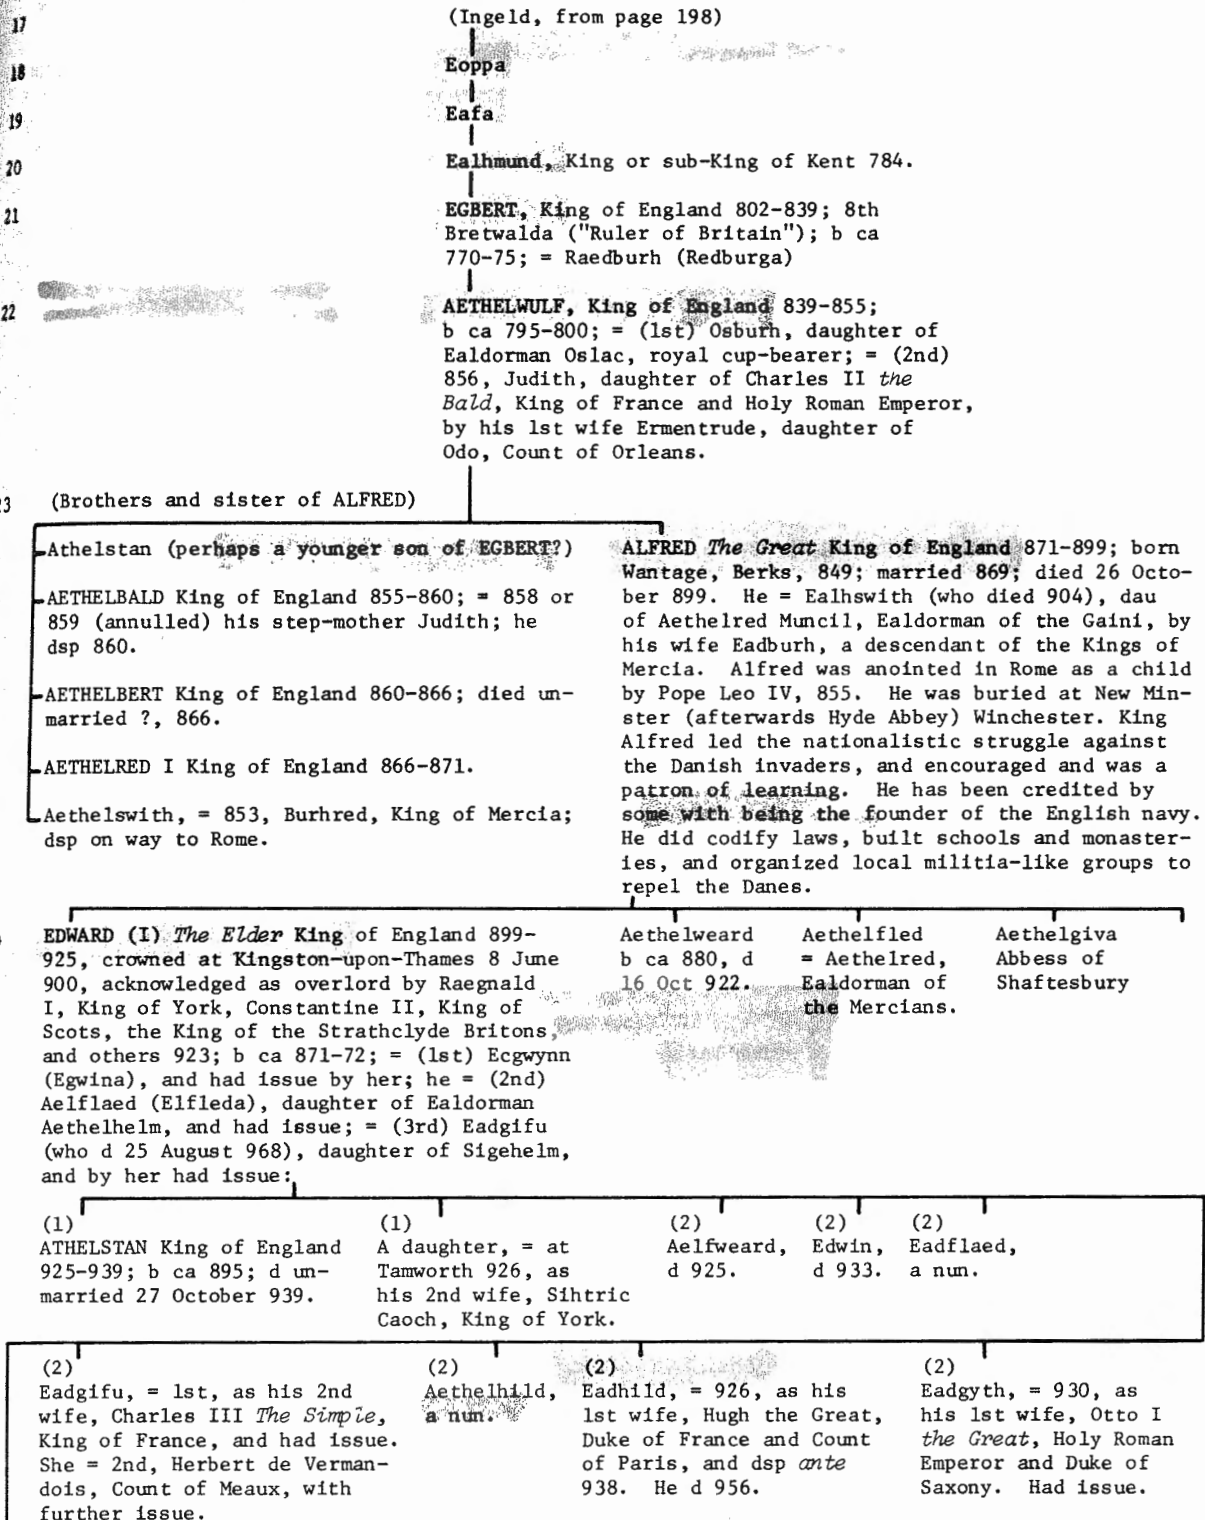 17
(Ingeld, from page 198)
18
Eoppa
19
Eafa
20
Ealhmund, King or sub-King of Kent 784.
21
EGBERT, King of England 802-839; 8th
Bretwalda ("Ruler of Britain"); b ca
770-75; = Raedburh (Redburga)
22
AETHELWULF, King of England 839-855;
b ca 795-800; = (1st) Osburh, daughter of
Ealdorman Oslac, royal cup-bearer; = (2nd)
856, Judith, daughter of Charles II the
Bald, King of France and Holy Roman Emperor,
by his 1st wife Ermentrude, daughter of
Odo, Count of Orleans.
23
(Brothers and sister of ALFRED)
Athelstan (perhaps a younger son of EGBERT?)
AETHELBALD King of England 855-860; = 858 or
859 (annulled) his step-mother Judith; he
dsp 860.
AETHELBERT King of England 860-866; died un-
married ?, 866.
AETHELRED I King of England 866-871.
Aethelswith, = 853, Burhred, King of Mercia;
dsp on way to Rome.
ALFRED The Great King of England 871-899; born
Wantage, Berks, 849; married 869; died 26 Octo-
ber 899. He = Ealhswith (who died 904), dau
of Aethelred Muncil, Ealdorman of the Gaini, by
his wife Eadburh, a descendant of the Kings of
Mercia. Alfred was anointed in Rome as a child
by Pope Leo IV, 855. He was buried at New Min-
ster (afterwards Hyde Abbey) Winchester. King
Alfred led the nationalistic struggle against
the Danish invaders, and encouraged and was a
patron of learning. He has been credited by
some with being the founder of the English navy.
He did codify laws, built schools and monaster-
ies, and organized local militia-like groups to
repel the Danes.
EDWARD (I) The Elder King of England 899-
925, crowned at Kingston-upon-Thames 8 June
900, acknowledged as overlord by Raegnald
I, King of York, Constantine II, King of
Scots, the King of the Strathclyde Britons,
and others 923; b ca 871-72; = (1st) Ecgwynn
(Egwina), and had issue by her; he = (2nd)
Aelflaed (Elfleda), daughter of Ealdorman
Aethelhelm, and had issue; = (3rd) Eadgifu
(who d 25 August 968), daughter of Sigehelm,
and by her had issue:
Aethelweard
b ca 880, d
16 Oct 922.
Aethelfled
= Aethelred,
Ealdorman of
the Mercians.
Aethelgiva
Abbess of
Shaftesbury
(1)
ATHELSTAN King of England
925-939; b ca 895; d un-
married 27 October 939.
(1)
A daughter, = at
Tamworth 926, as
his 2nd wife, Sihtric
Caoch, King of York.
(2)
Aelfweard,
d 925.
(2)
Edwin,
d 933.
(2)
Eadflaed,
a nun.
(2)
Eadgifu, = 1st, as his 2nd
wife, Charles III The Simple,
King of France, and had issue.
She = 2nd, Herbert de Verman-
dois, Count of Meaux, with
further issue.
(2)
Aethelhild,
a nun.
(2)
Eadhild, = 926, as his
1st wife, Hugh the Great,
Duke of France and Count
of Paris, and dsp ante
938. He d 956.
(2)
Eadgyth, = 930, as
his 1st wife, Otto I
the Great, Holy Roman
Emperor and Duke of
Saxony. Had issue.